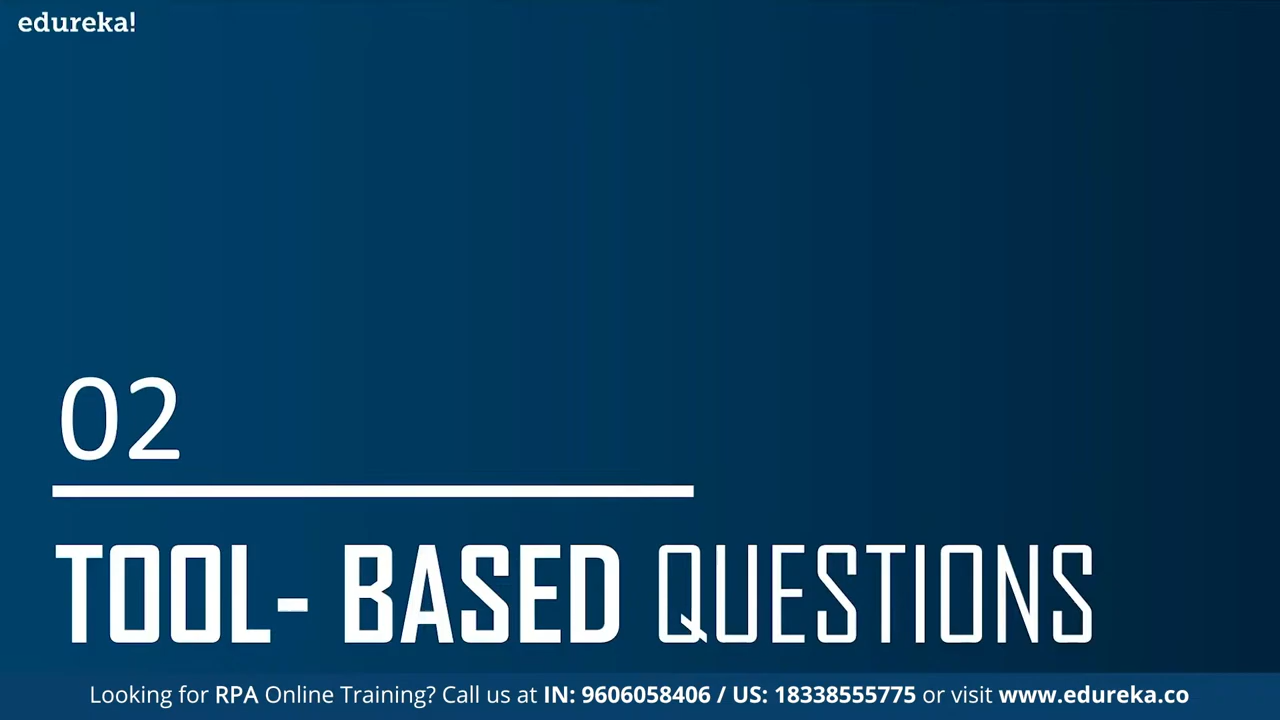 edureka!
02
TOOL- BASED QUESTIONS
Looking for RPA Online Training? Call us at IN: 9606058406 / US: 18338555775 or visit www.edureka.co